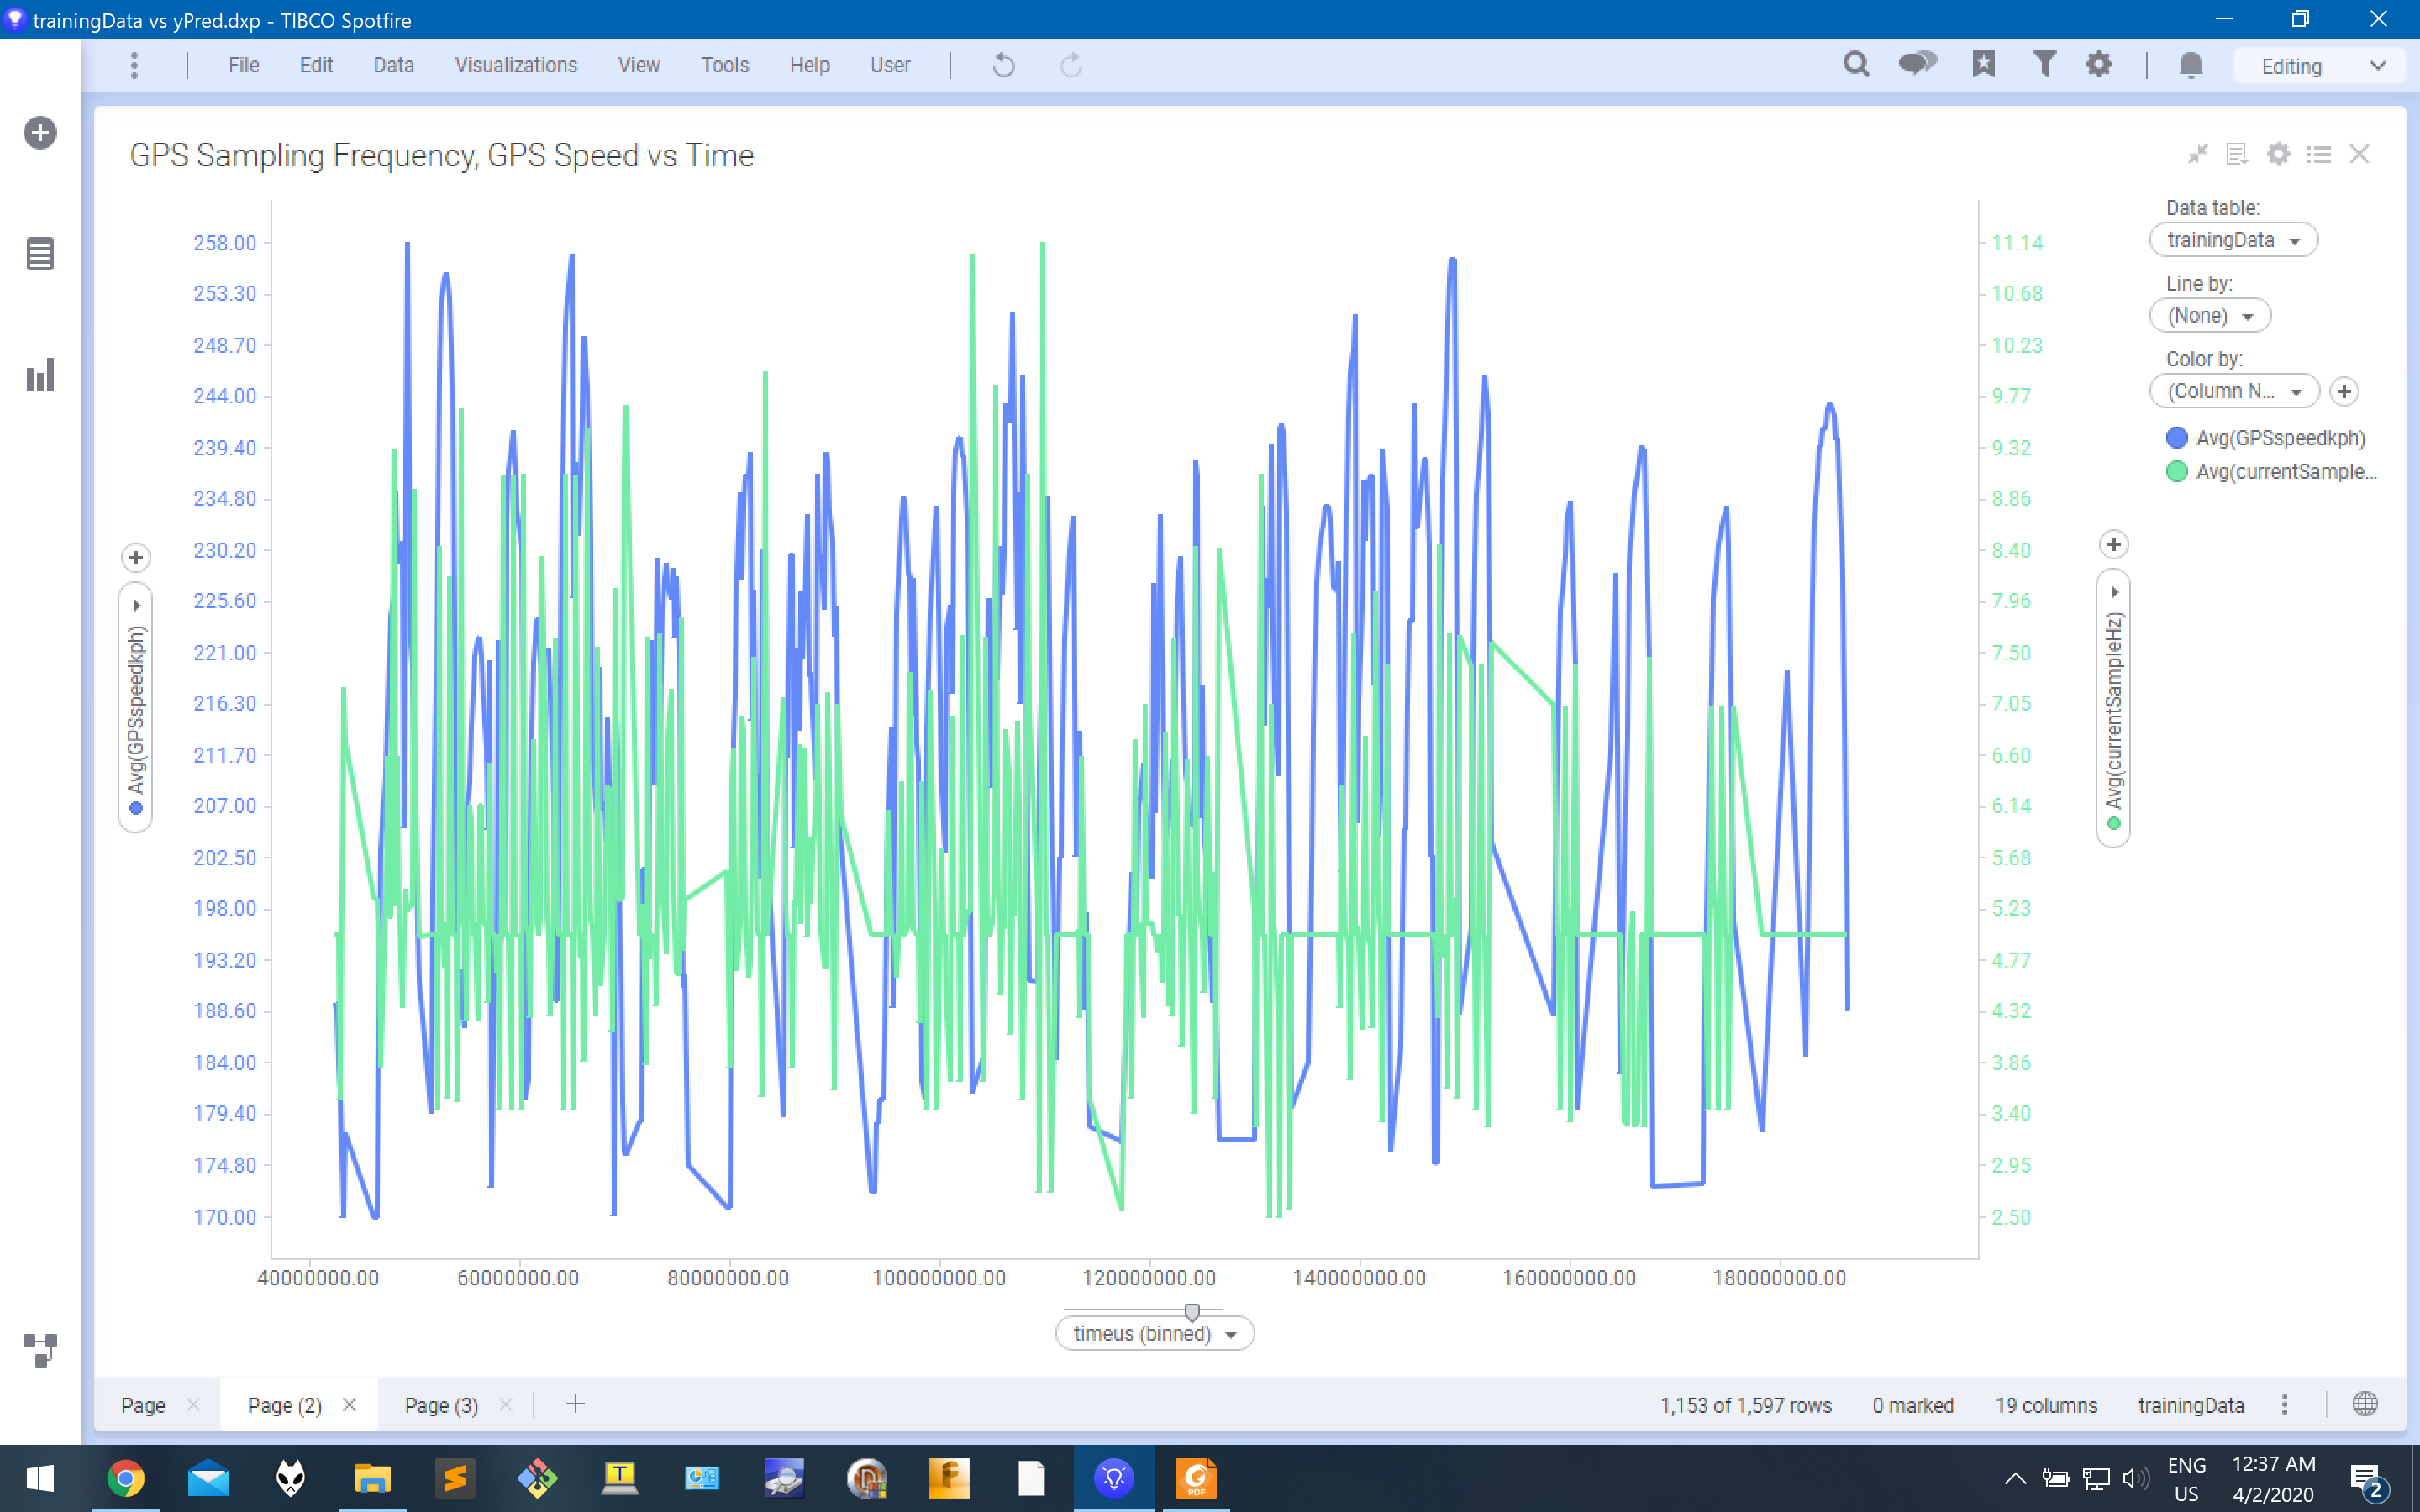 trainingData vs yPred.dxp - TIBCO Spotfire
File Edit Data Visualizations View Tools Help User Editing
GPS Sampling Frequency, GPS Speed vs Time
Data table:
trainingData
Line by:
(None)
Color by:
(Column N...
Avg(GPSspeedkph)
Avg(currentSample...
258.00
253.30
248.70
244.00
239.40
234.80
230.20
225.60
221.00
216.30
211.70
207.00
202.50
198.00
193.20
188.60
184.00
179.40
174.80
170.00
Avg(GPSspeedkph)
11.14
10.68
10.23
9.77
9.32
8.86
8.40
7.96
7.50
7.05
6.60
6.14
5.68
5.23
4.77
4.32
3.86
3.40
2.95
2.50
Avg(currentSampleHz)
40000000.00 60000000.00 80000000.00 100000000.00 120000000.00 140000000.00 160000000.00 180000000.00
timeus (binned)
Page Page (2) Page (3) 1,153 of 1,597 rows 0 marked 19 columns trainingData
ENG
US
12:37 AM
4/2/2020
2
T
F
PDF